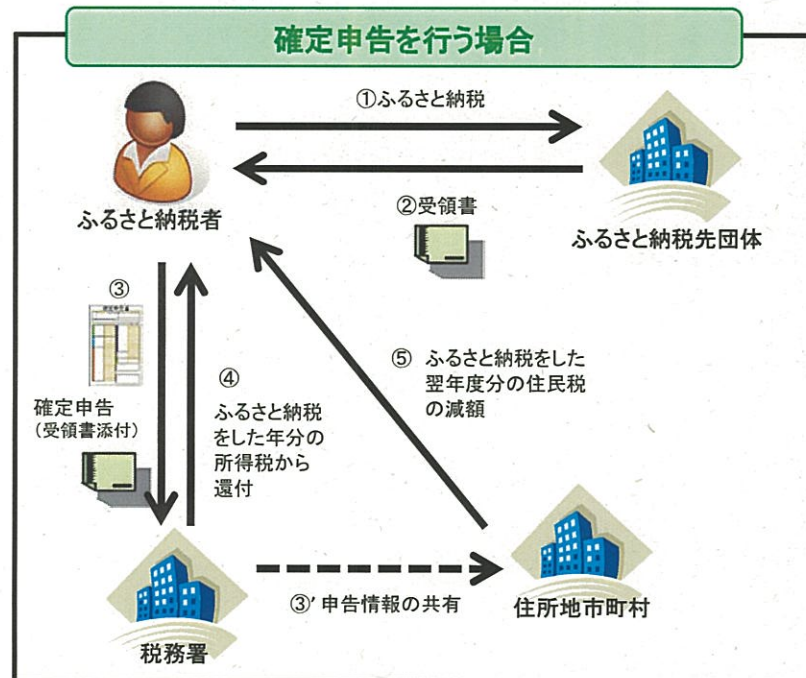 確定申告を行う場合
①ふるさと納税
ふるさと納税者
②受領書
ふるさと納税先団体
③
確定申告
(受領書添付)
④
ふるさと納税
をした年分の
所得税から
還付
⑤ ふるさと納税をした
翌年度分の住民税
の減額
③’申告情報の共有
税務署
住所地市町村